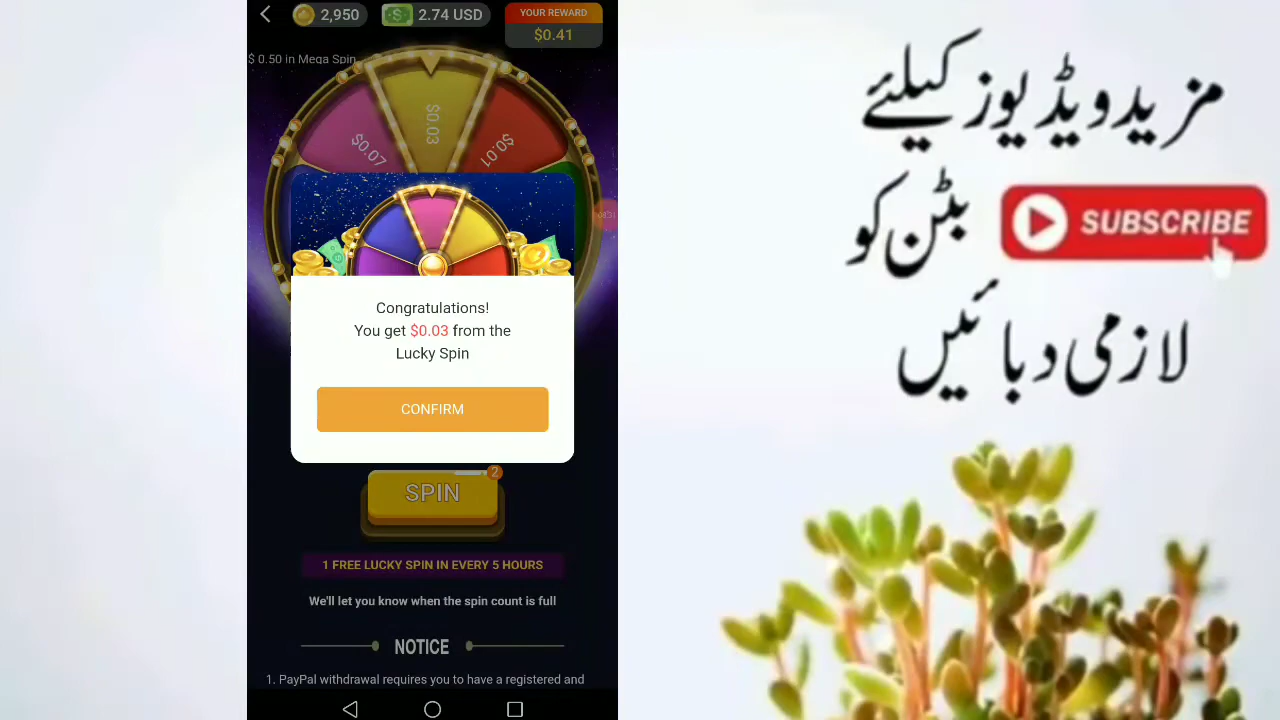 2,950
2.74 USD
YOUR REWARD
$0.41
$ 0.50 in Mega Spin
$0.07
$0.03
$0.01
Congratulations!
You get $0.03 from the
Lucky Spin
CONFIRM
2
SPIN
1 FREE LUCKY SPIN IN EVERY 5 HOURS
We'll let you know when the spin count is full
NOTICE
1. PayPal withdrawal requires you to have a registered and
مزید ویڈیوز کیلئے
بٹن کو
SUBSCRIBE
لازمی دبائیں